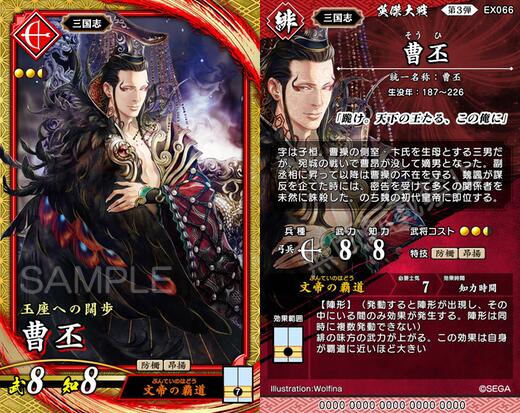 三国志
SAMPLE
玉座への闊歩
曹丕
防柵 昂揚
武8 知8
ぶんていのはどう
文帝の覇道
7
緋
三国志
英傑大戦
第3弾
EX066
そう ひ
曹丕
統一名称:曹丕
生没年:187〜226
「跪け。天下の王たる、この俺に」
字は子桓。曹操の側室・卞氏を生母とする三男だ
が、宛城の戦いで曹昂が没して嫡男となった。副
丞相に昇って以降は曹操の不在を守る。魏諷が謀
反を企てた時には、密告を受けて多くの関係者を
未然に誅殺した。のち魏の初代皇帝に即位する。
兵種 武力 知力 武将コスト
弓兵 8 8 特技 防柵 昂揚
ぶんていのはどう
文帝の覇道
必要士気
7
効果時間
知力時間
効果範囲
【陣形】(発動すると陣形が出現し、その
中にいる間のみ効果が発生する。陣形は同
時に複数発動できない)
緋の味方の武力が上がる。この効果は自身
が覇道に近いほど大きい
Illustration:Wolfina
©SEGA
0000 0000 0000 0000 0000